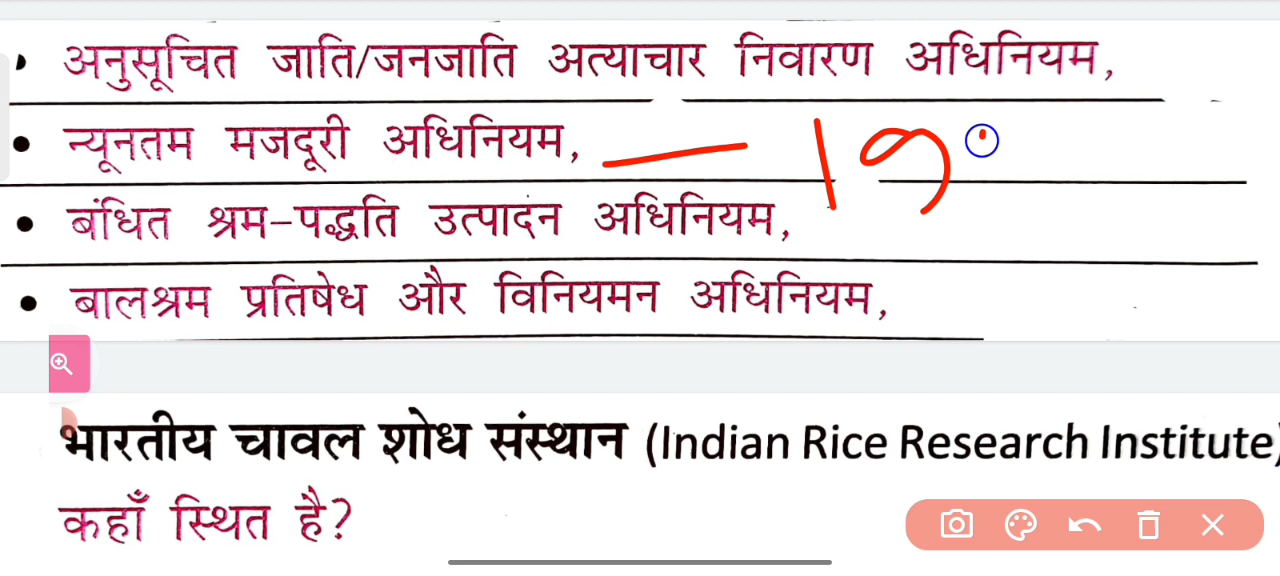 • अनुसूचित जाति/जनजाति अत्याचार निवारण अधिनियम,
• न्यूनतम मजदूरी अधिनियम, — 19
• बंधित श्रम-पद्धति उत्पादन अधिनियम,
• बालश्रम प्रतिषेध और विनियमन अधिनियम,
भारतीय चावल शोध संस्थान (Indian Rice Research Institute)
कहाँ स्थित है?